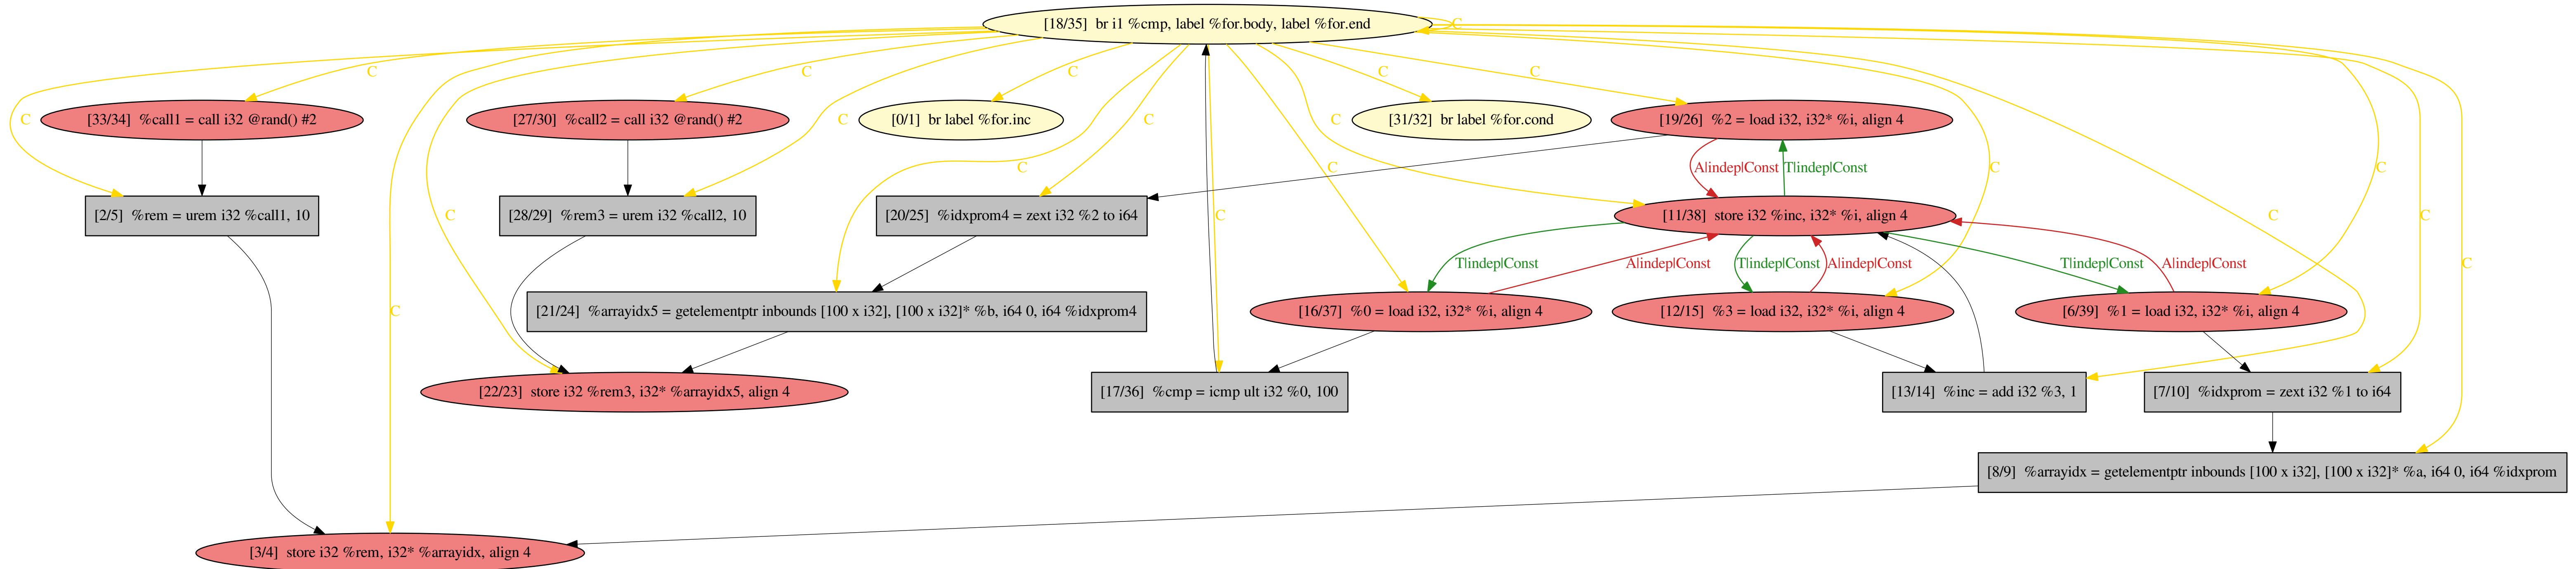 [18/35]  br i1 %cmp, label %for.body, label %for.end
C
C
C
C
C
C
[33/34]  %call1 = call i32 @rand() #2
[27/30]  %call2 = call i32 @rand() #2
[0/1]  br label %for.inc
[31/32]  br label %for.cond
[19/26]  %2 = load i32, i32* %i, align 4
C
C
C
C
C
C
C
C
A|indep|Const
T|indep|Const
[2/5]  %rem = urem i32 %call1, 10
[28/29]  %rem3 = urem i32 %call2, 10
[20/25]  %idxprom4 = zext i32 %2 to i64
[11/38]  store i32 %inc, i32* %i, align 4
C
C
C
C
T|indep|Const
A|indep|Const
T|indep|Const
A|indep|Const
T|indep|Const
A|indep|Const
C
[21/24]  %arrayidx5 = getelementptr inbounds [100 x i32], [100 x i32]* %b, i64 0, i64 %idxprom4
[16/37]  %0 = load i32, i32* %i, align 4
[12/15]  %3 = load i32, i32* %i, align 4
[6/39]  %1 = load i32, i32* %i, align 4
C
[22/23]  store i32 %rem3, i32* %arrayidx5, align 4
[17/36]  %cmp = icmp ult i32 %0, 100
[13/14]  %inc = add i32 %3, 1
[7/10]  %idxprom = zext i32 %1 to i64
[8/9]  %arrayidx = getelementptr inbounds [100 x i32], [100 x i32]* %a, i64 0, i64 %idxprom
[3/4]  store i32 %rem, i32* %arrayidx, align 4